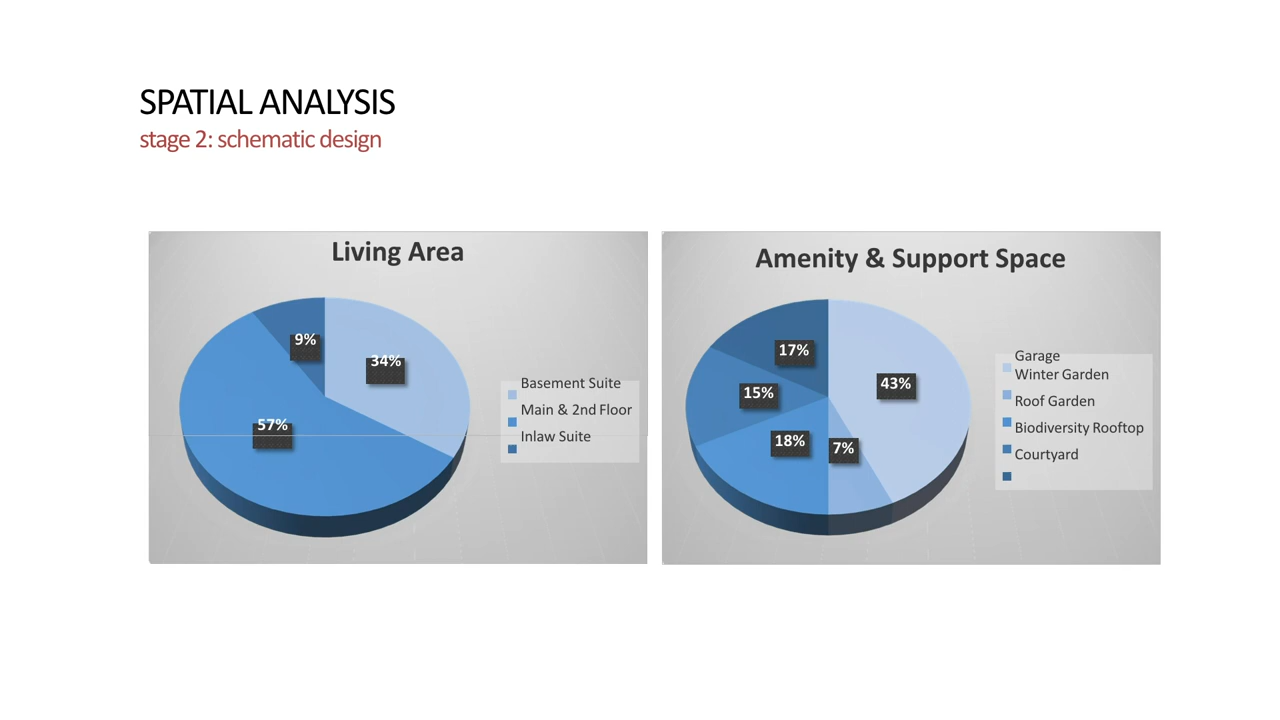 SPATIAL ANALYSIS
stage 2: schematic design
Living Area
9%
34%
57%
Basement Suite
Main & 2nd Floor
Inlaw Suite
Amenity & Support Space
17%
43%
15%
18%
7%
Garage
Winter Garden
Roof Garden
Biodiversity Rooftop
Courtyard